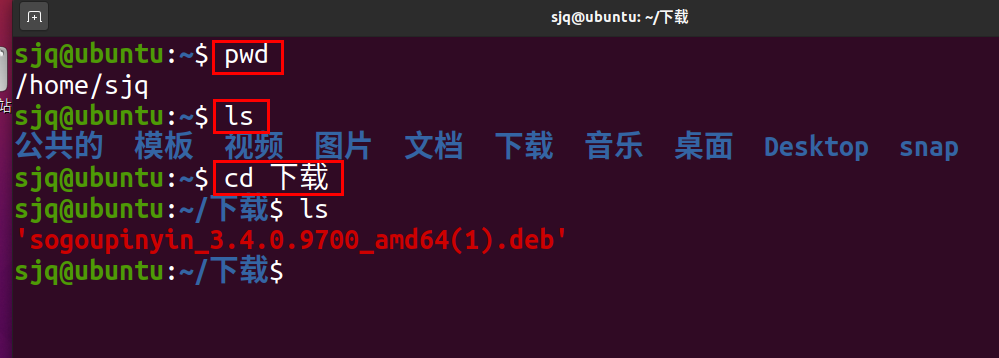 sjq@ubuntu: ~/下载
sjq@ubuntu:~$ pwd
/home/sjq
站
sjq@ubuntu:~$ ls
公共的 模板 视频 图片 文档 下载 音乐 桌面 Desktop snap
sjq@ubuntu:~$ cd 下载
sjq@ubuntu:~/下载$ ls
'sogoupinyin_3.4.0.9700_amd64(1).deb'
sjq@ubuntu:~/下载$